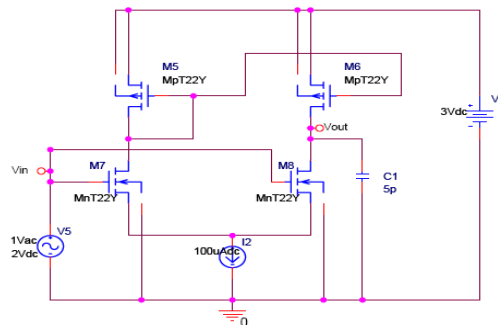 M5
MpT22Y
M6
MpT22Y
V
3Vdc
Vout
Vin
M7
MnT22Y
M8
MnT22Y
C1
5p
V5
1Vac
2Vdc
I2
100uAdc
0